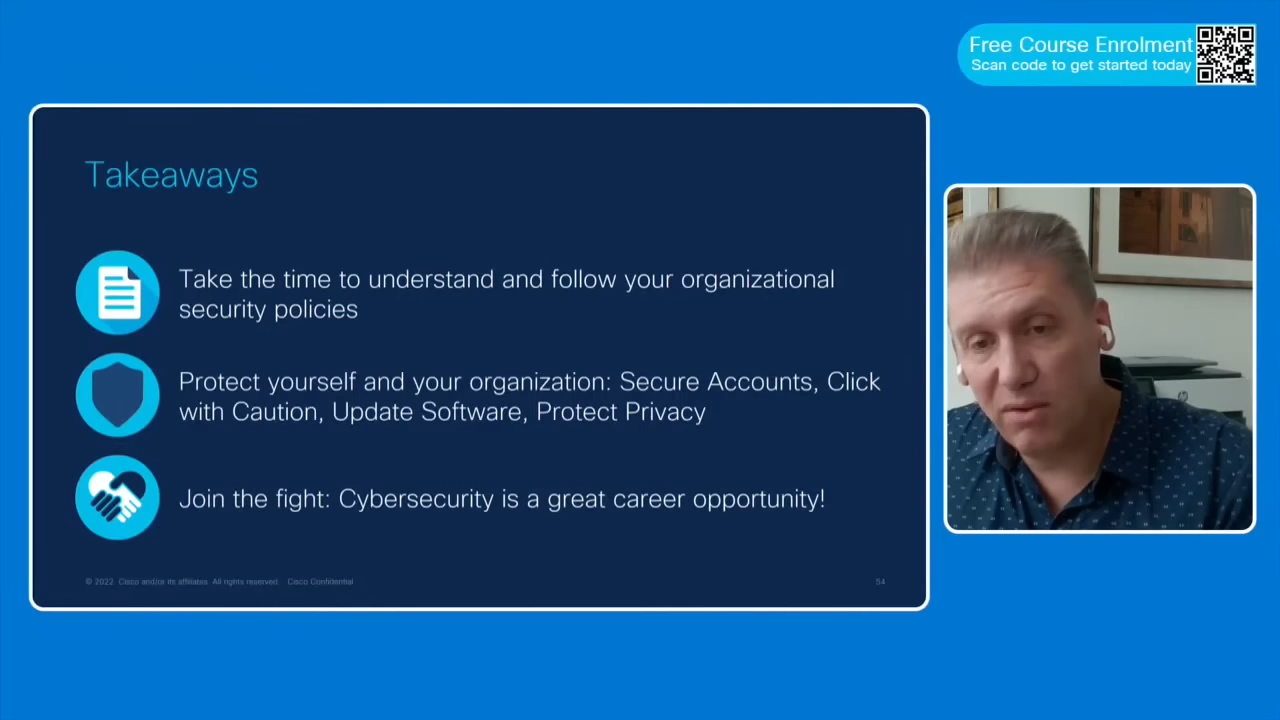 Free Course Enrolment
Scan code to get started today
Takeaways
Take the time to understand and follow your organizational
security policies
Protect yourself and your organization: Secure Accounts, Click
with Caution, Update Software, Protect Privacy
Join the fight: Cybersecurity is a great career opportunity!
© 2022 Cisco and/or its affiliates. All rights reserved. Cisco Confidential
54
hp